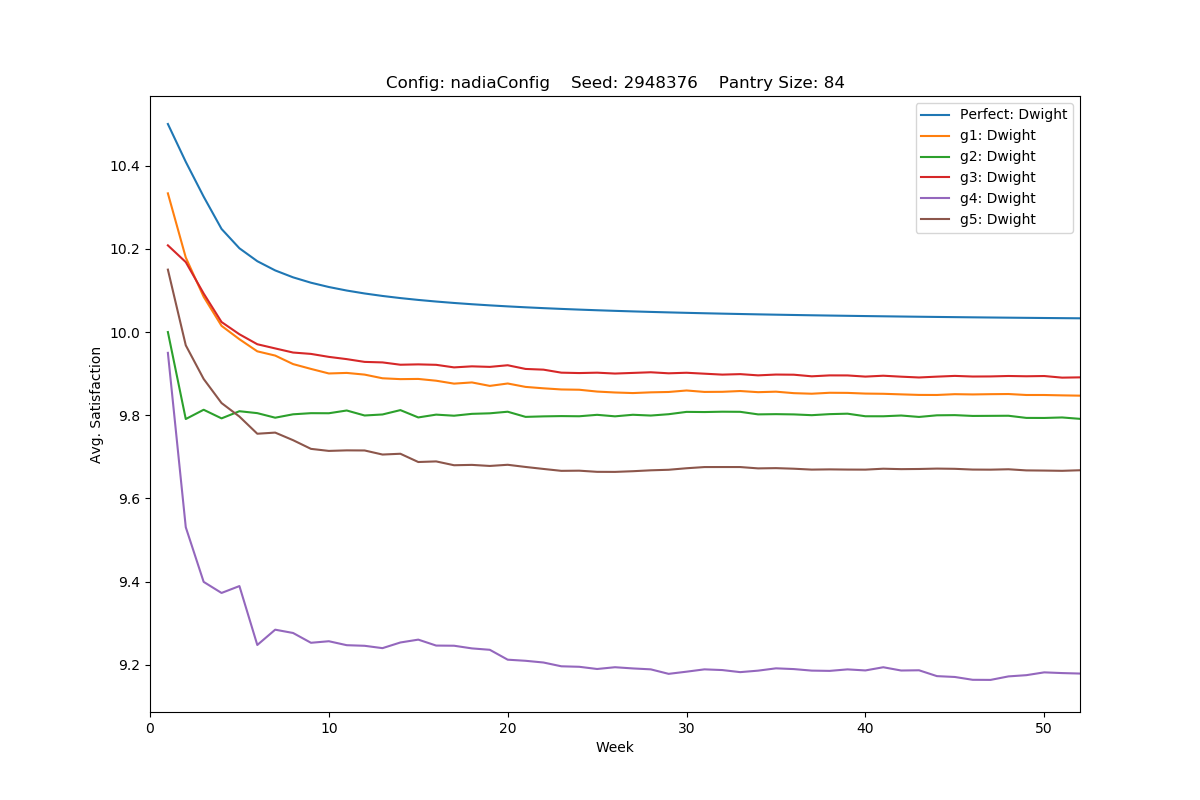 Config: nadiaConfig    Seed: 2948376    Pantry Size: 84
Perfect: Dwight
g1: Dwight
g2: Dwight
g3: Dwight
g4: Dwight
g5: Dwight
Avg. Satisfaction
10.4
10.2
10.0
9.8
9.6
9.4
9.2
0 10 20 30 40 50
Week